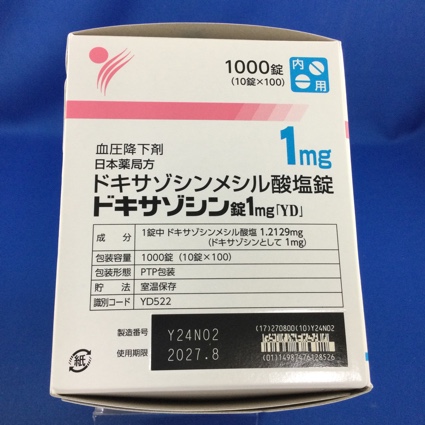 1000錠
(10錠×100)
内
用
血圧降下剤
1mg
日本薬局方
ドキサゾシンメシル酸塩錠
ドキサゾシン錠1mg「YD」
成 分 1錠中 ドキサゾシンメシル酸塩 1.2129mg
(ドキサゾシンとして 1mg)
包装容量 1000錠 (10錠×100)
包装形態 PTP包装
貯 法 室温保存
識別コード YD522
製造番号 Y24N02
使用期限 2027.8
(17)270800(10)Y24N02
(01)14987476128526
紙